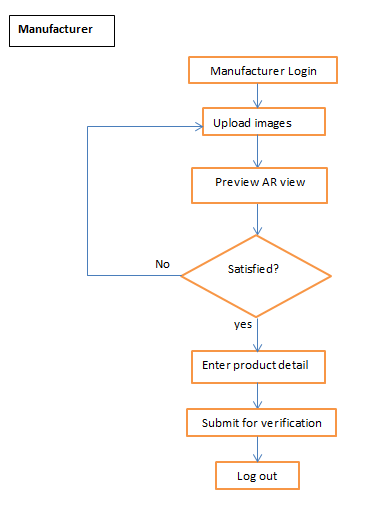 Manufacturer
Manufacturer Login
Upload images
Preview AR view
Satisfied?
No
yes
Enter product detail
Submit for verification
Log out